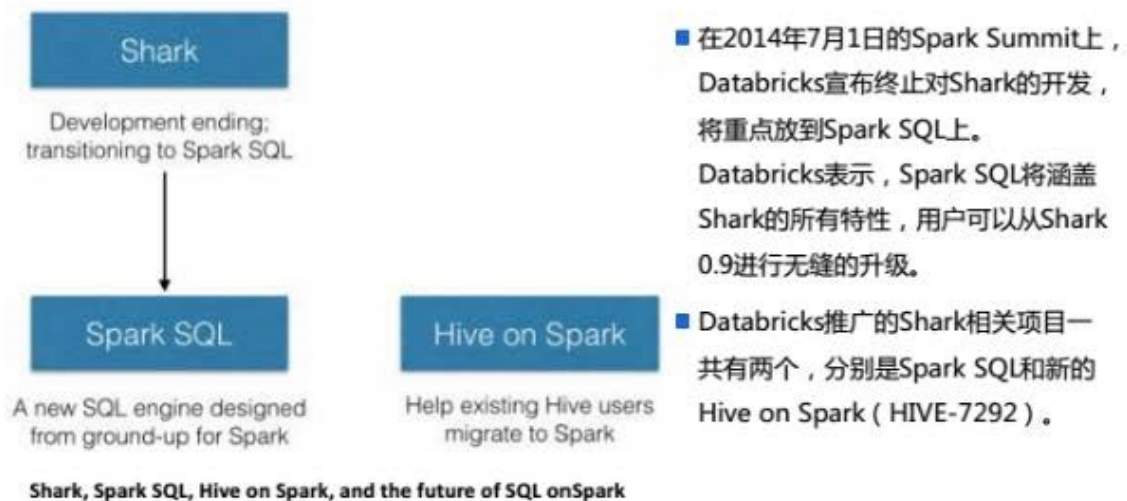 Shark
Development ending;
transitioning to Spark SQL
Spark SQL
A new SQL engine designed
from ground-up for Spark
Hive on Spark
Help existing Hive users
migrate to Spark
Shark, Spark SQL, Hive on Spark, and the future of SQL onSpark
■ 在2014年7月1日的Spark Summit上，
Databricks宣布终止对Shark的开发，
将重点放到Spark SQL上。
Databricks表示，Spark SQL将涵盖
Shark的所有特性，用户可以从Shark
0.9进行无缝的升级。
■ Databricks推广的Shark相关项目一
共有两个，分别是Spark SQL和新的
Hive on Spark（HIVE-7292）。